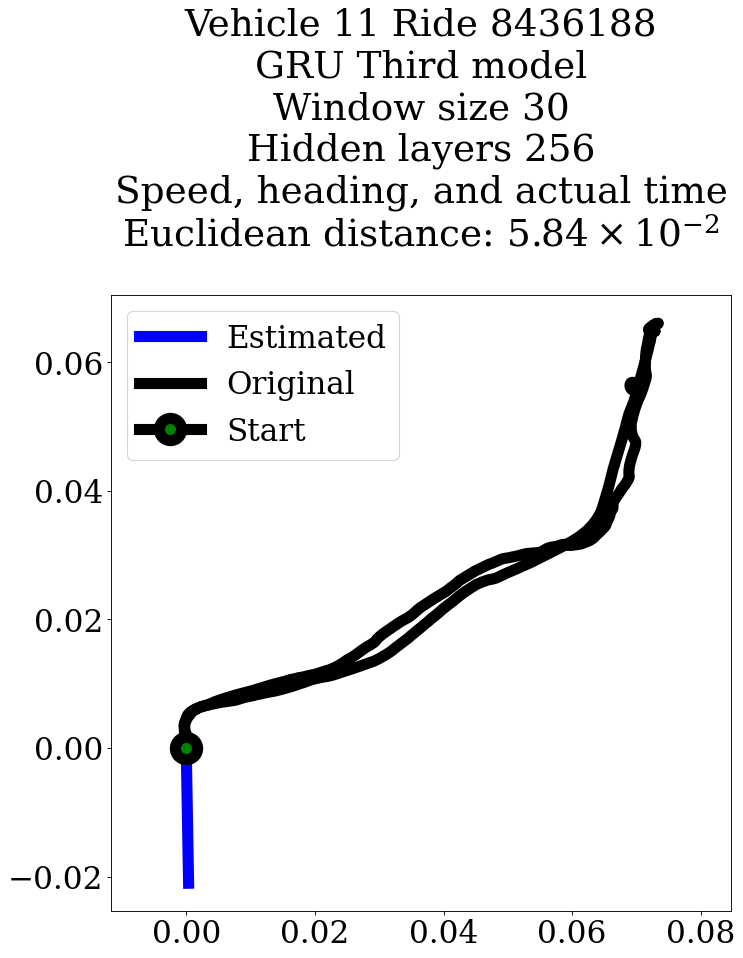 Vehicle 11 Ride 8436188
GRU Third model
Window size 30
Hidden layers 256
Speed, heading, and actual time
Euclidean distance: 5.84 × 10⁻²
Estimated
Original
Start
0.06
0.04
0.02
0.00
−0.02
0.00 0.02 0.04 0.06 0.08